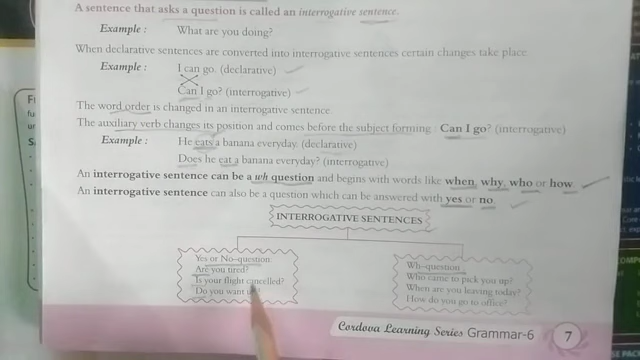 A sentence that asks a question is called an interrogative sentence.
Example : What are you doing?
When declarative sentences are converted into interrogative sentences certain changes take place.
Example : I can go. (declarative)
Can I go? (interrogative)
The word order is changed in an interrogative sentence.
The auxiliary verb changes its position and comes before the subject forming : Can I go? (interrogative)
Example : He eats a banana everyday. (declarative)
Does he eat a banana everyday? (interrogative)
An interrogative sentence can be a wh question and begins with words like when, why, who or how.
An interrogative sentence can also be a question which can be answered with yes or no.
INTERROGATIVE SENTENCES
Yes or No–question
Are you tired?
Is your flight cancelled?
Do you want
Wh–question
Who came to pick you up?
When are you leaving today?
How do you go to office?
Cordova Learning Series Grammar-6 7